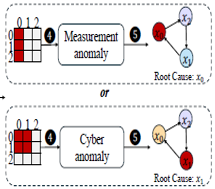 0 1 2
0
1
2
4
Measurement anomaly
5
x₂
x₀
x₁
Root Cause: x₀
or
0 1 2
0
1
2
4
Cyber anomaly
5
x₂
x₀
x₁
Root Cause: x₁